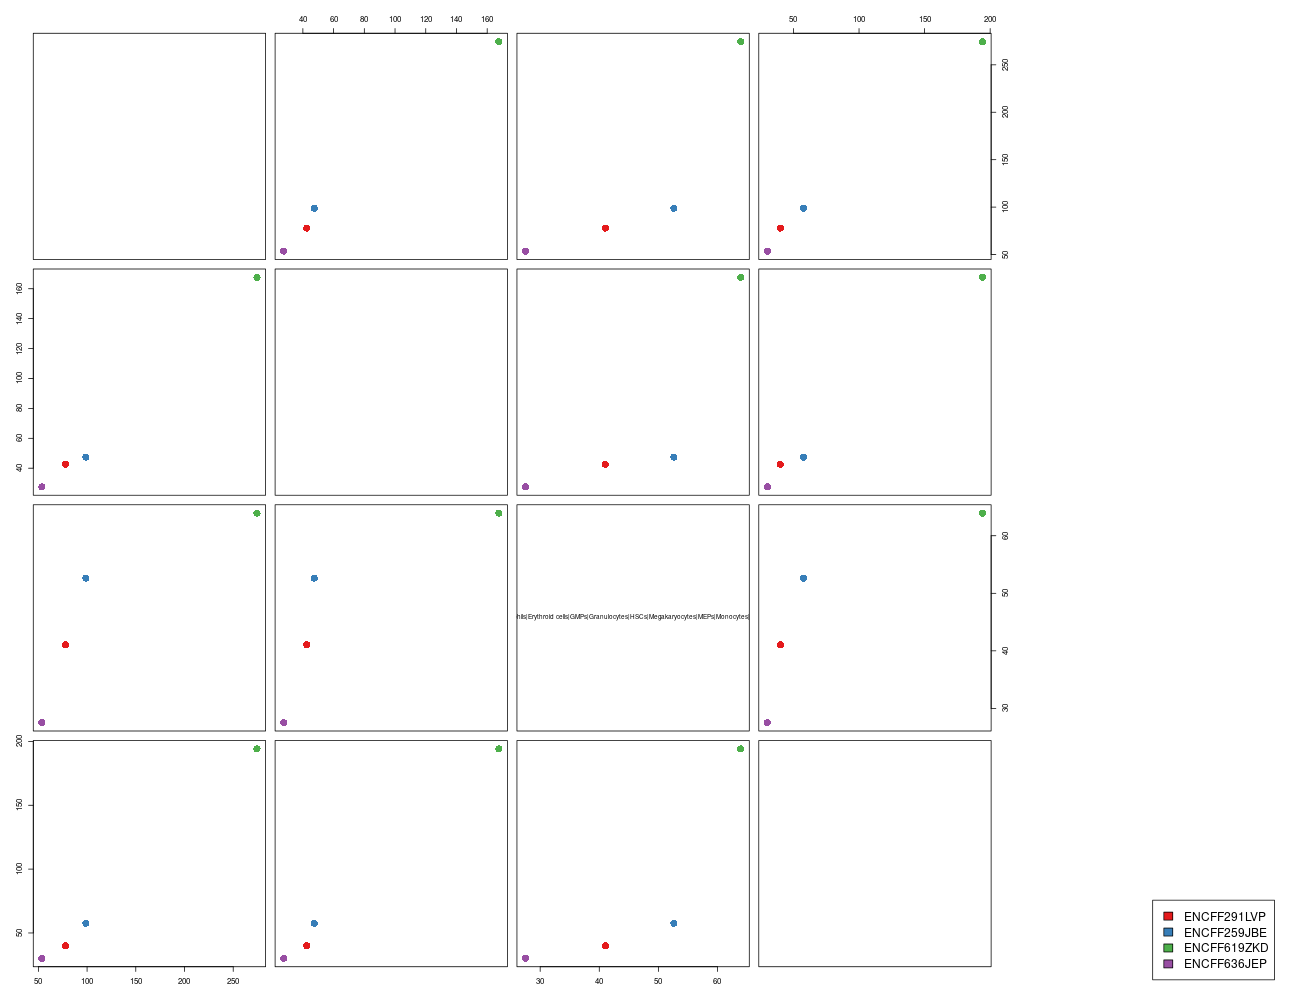 40 60 80 100 120 140 160
50 100 150 200
50 100 150 200 250
40 60 80 100 120 140 160
|Erythroid cells|GMPs|Granulocytes|HSCs|Megakaryocytes|MEPs|Monocytes|
30 40 50 60
50 100 150 200
50 100 150 200 250
30 40 50 60
ENCFF291LVP
ENCFF259JBE
ENCFF619ZKD
ENCFF636JEP